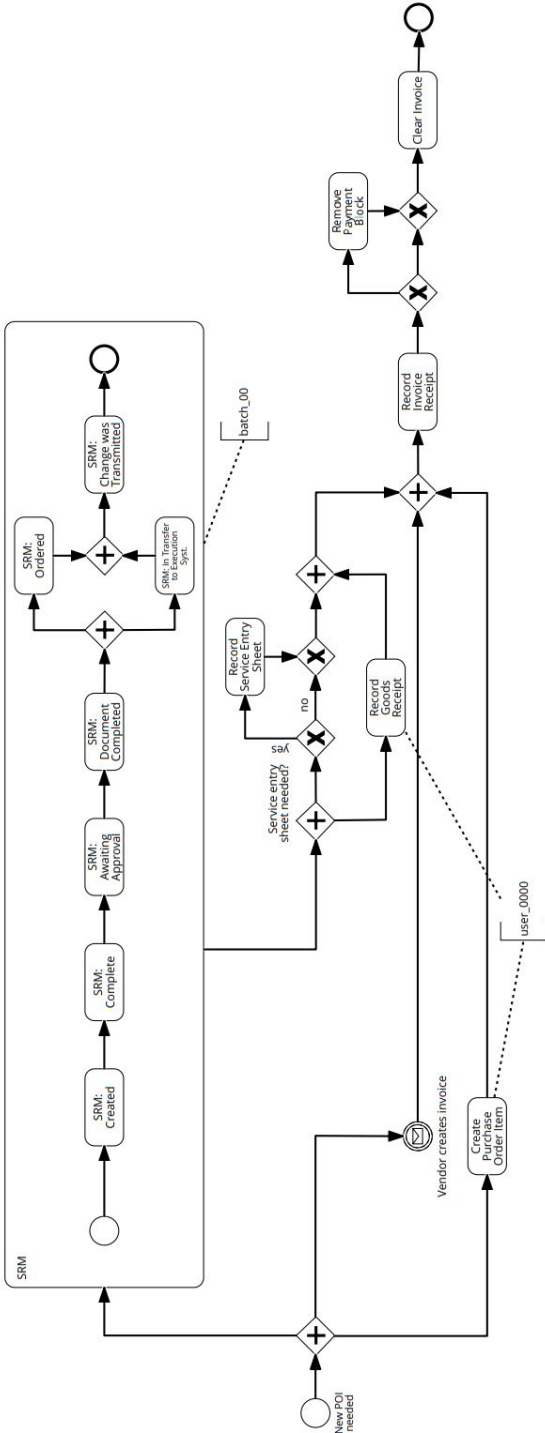 New POI
needed
SRM
SRM:
Created
SRM:
Complete
SRM:
Awaiting
Approval
SRM:
Document
Completed
SRM:
Ordered
SRM: In Transfer
to Execution
Syst.
SRM:
Change was
Transmitted
batch_00
Service entry
sheet needed?
yes
no
Record
Service Entry
Sheet
Record
Goods
Receipt
Vendor creates invoice
Create
Purchase
Order Item
user_0000
Record
Invoice
Receipt
Remove
Payment
Block
Clear Invoice